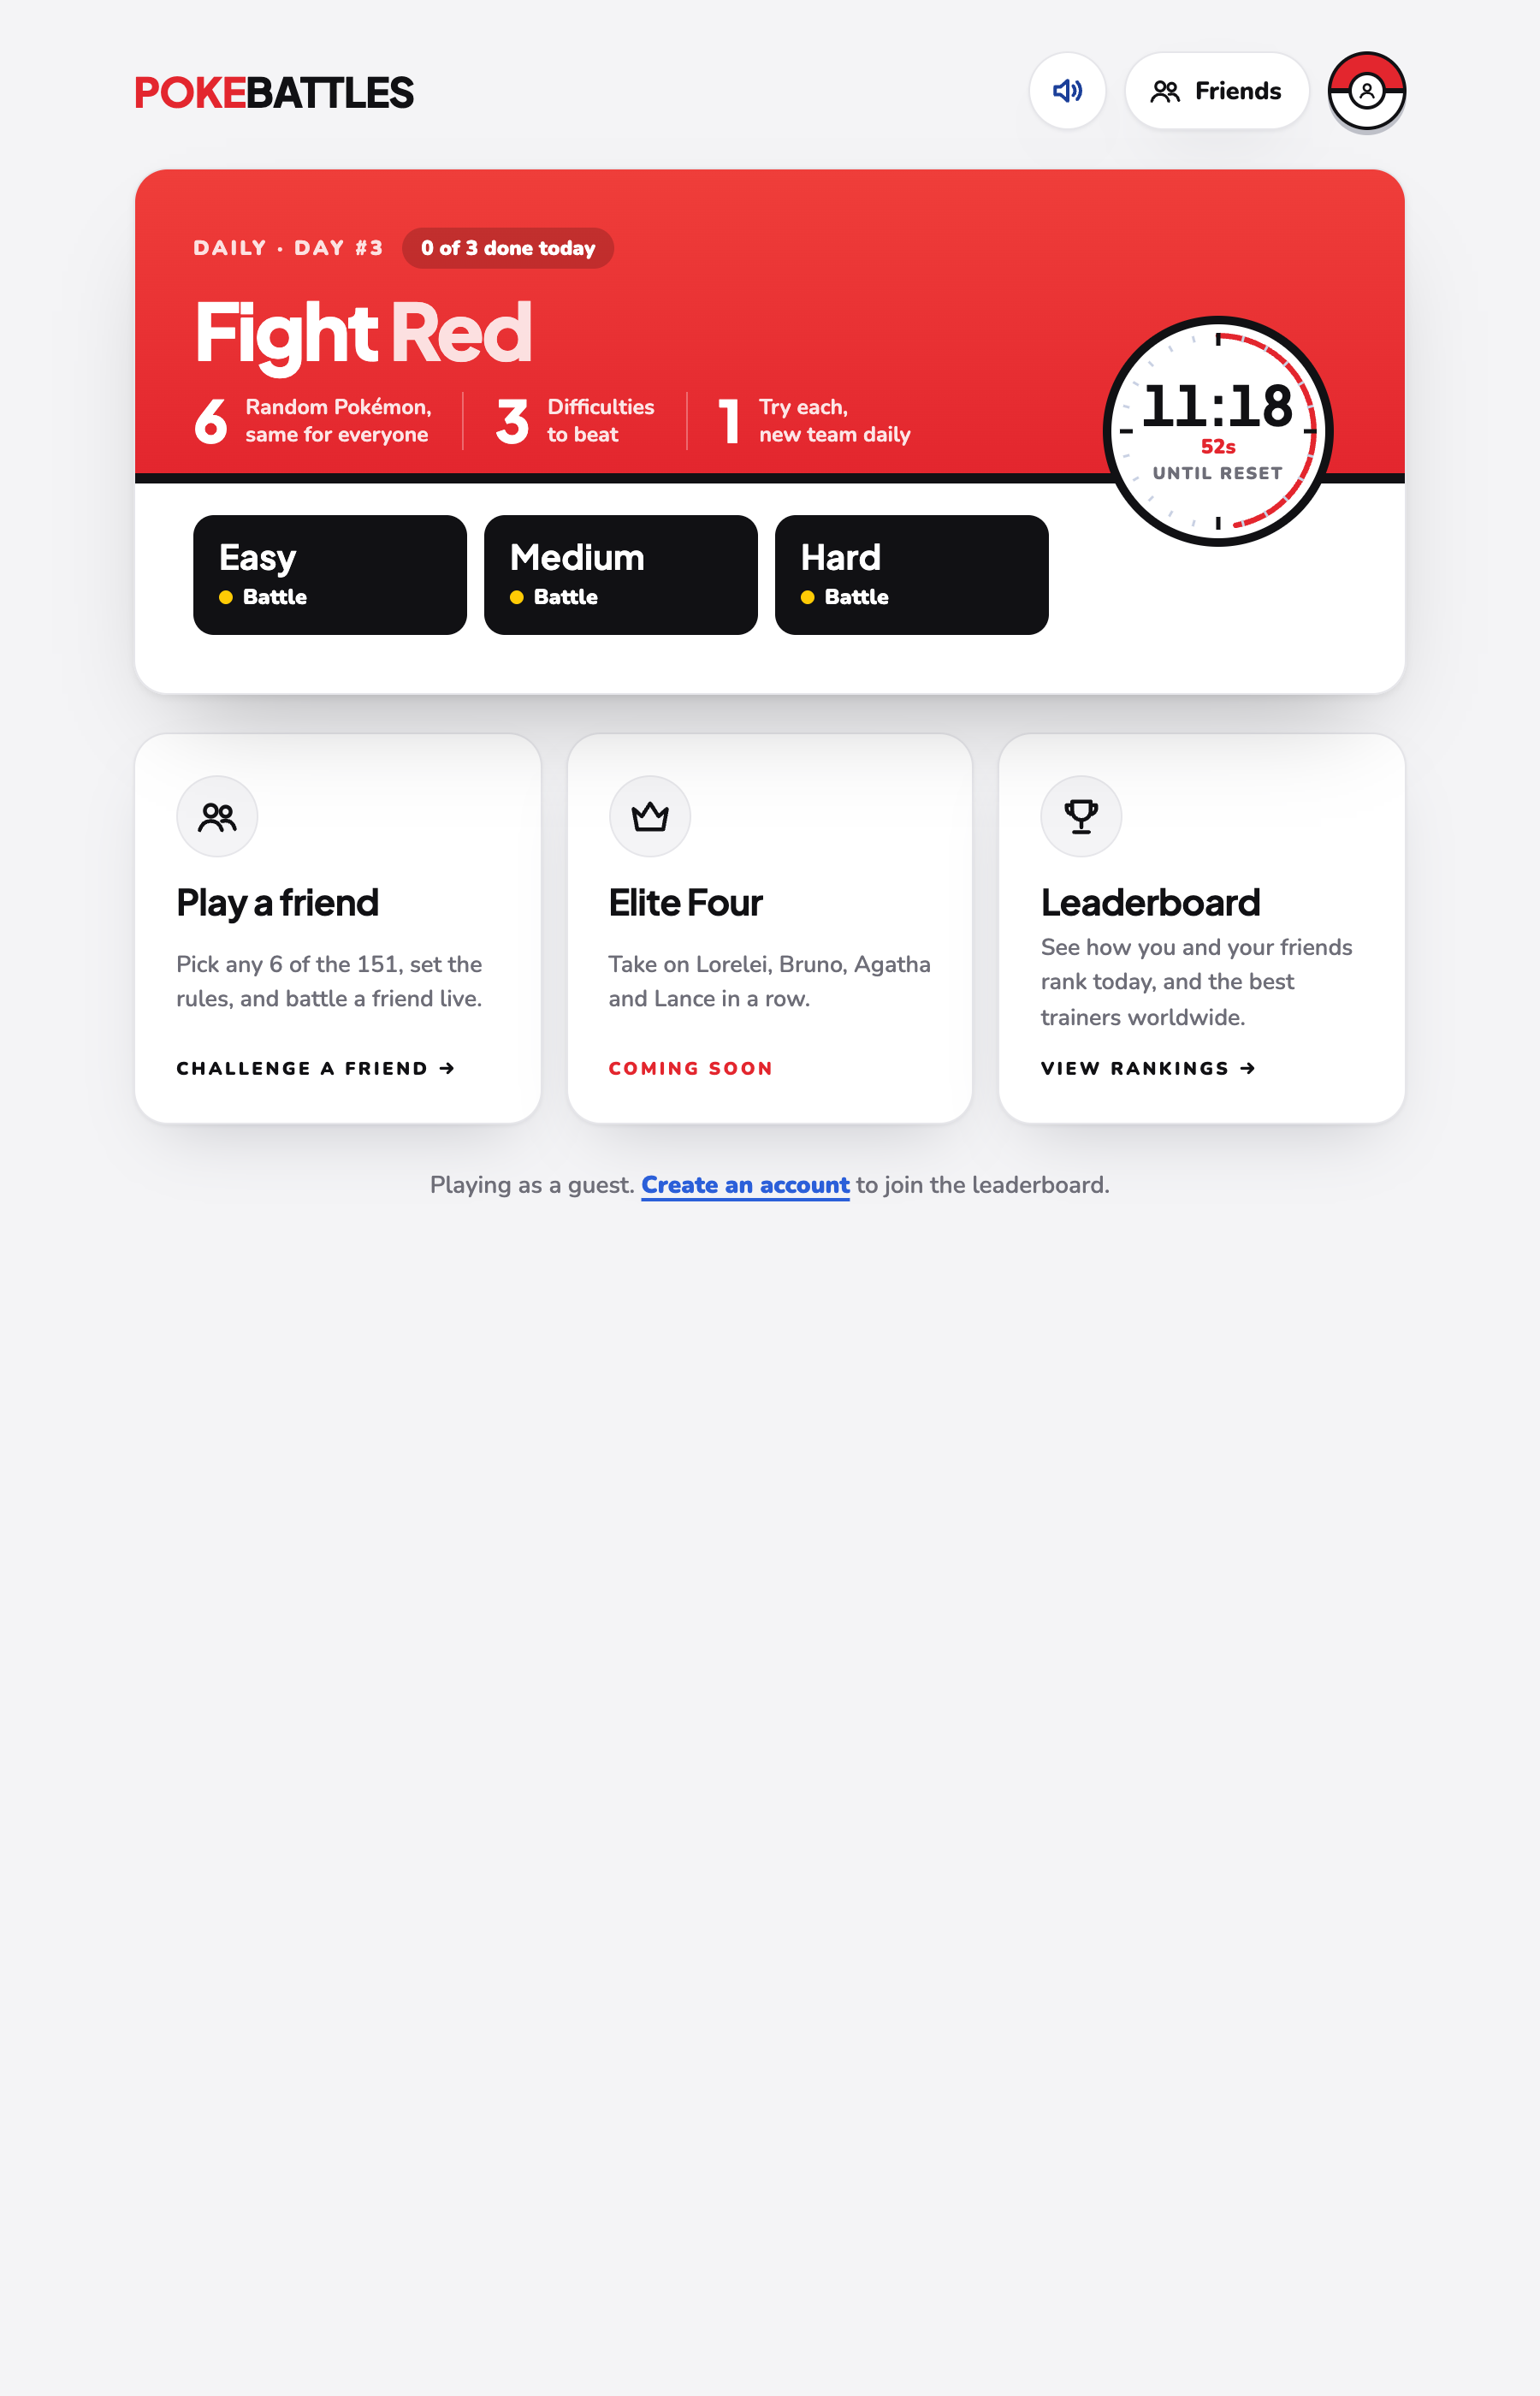 POKEBATTLES
Friends
DAILY · DAY #3
0 of 3 done today
Fight Red
6
Random Pokémon,
same for everyone
3
Difficulties
to beat
1
Try each,
new team daily
11:18
52s
UNTIL RESET
Easy
Battle
Medium
Battle
Hard
Battle
Play a friend
Pick any 6 of the 151, set the
rules, and battle a friend live.
CHALLENGE A FRIEND →
Elite Four
Take on Lorelei, Bruno, Agatha
and Lance in a row.
COMING SOON
Leaderboard
See how you and your friends
rank today, and the best
trainers worldwide.
VIEW RANKINGS →
Playing as a guest. Create an account to join the leaderboard.